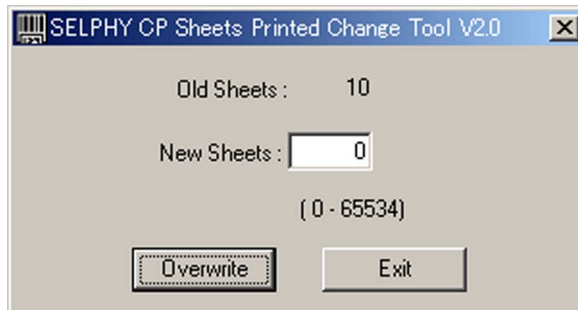 SELPHY CP Sheets Printed Change Tool V2.0
Old Sheets : 10
New Sheets : 0
( 0 - 65534)
Overwrite Exit